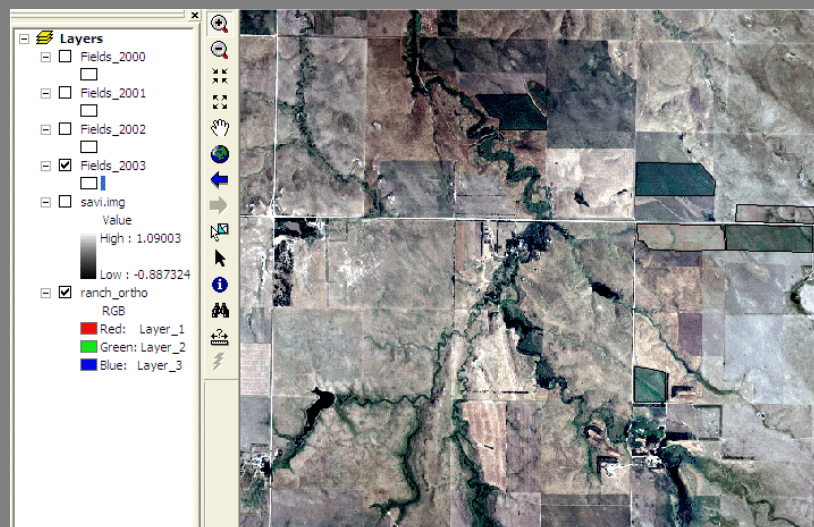 Layers
Fields_2000
Fields_2001
Fields_2002
Fields_2003
savi.img
Value
High : 1.09003
Low : -0.887324
ranch_ortho
RGB
Red: Layer_1
Green: Layer_2
Blue: Layer_3